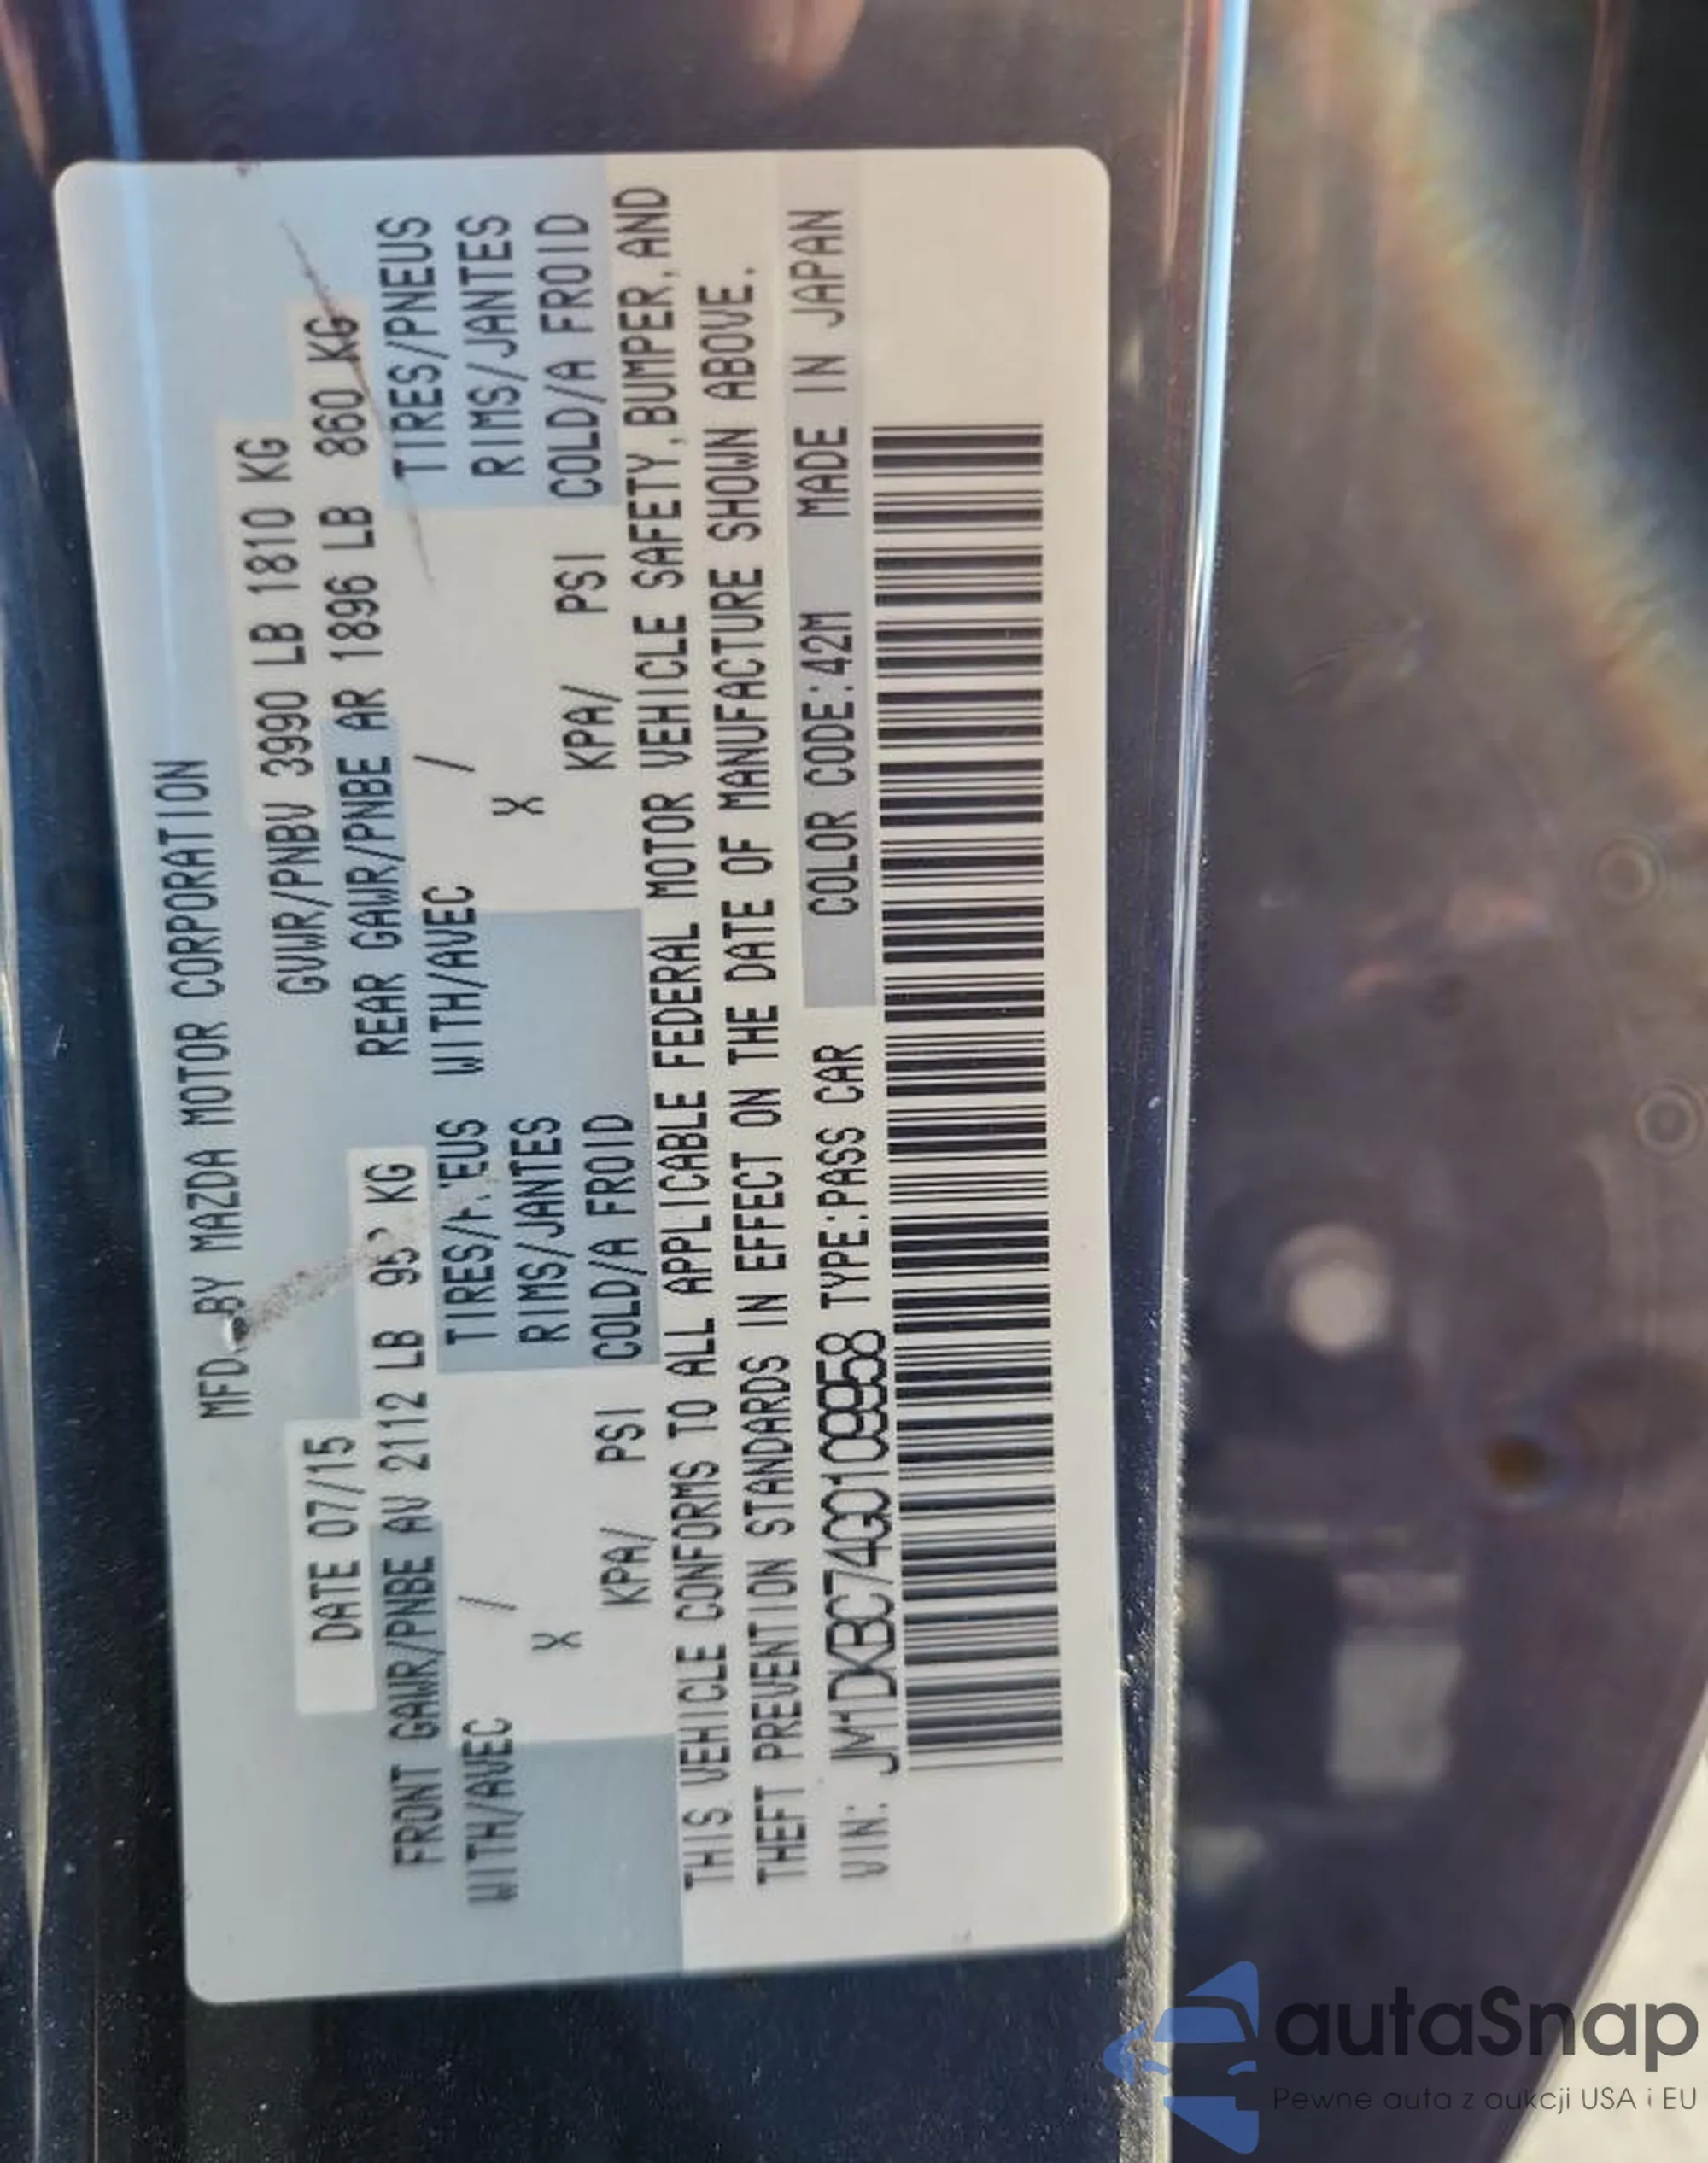 MFD BY MAZDA MOTOR CORPORATION
DATE 07/15 GVWR/PNBV 3990 LB 1810 KG
FRONT GAWR/PNBE AV 2112 LB KG REAR GAWR/PNBE AR 1896 LB 860 KG
WITH/AVEC / WITH/AVEC / TIRES/PNEUS
X RIMS/JANTES X RIMS/JANTES
KPA/ PSI COLD/A FROID KPA/ PSI COLD/A FROID
THIS VEHICLE CONFORMS TO ALL APPLICABLE FEDERAL MOTOR VEHICLE SAFETY,BUMPER,AND
THEFT PREVENTION STANDARDS IN EFFECT ON THE DATE OF MANUFACTURE SHOWN ABOVE.
VIN: JM1DKBC74G0109958 TYPE:PASS CAR COLOR CODE:42M MADE IN JAPAN
autaSnap
Pewne auta z aukcji USA i EU